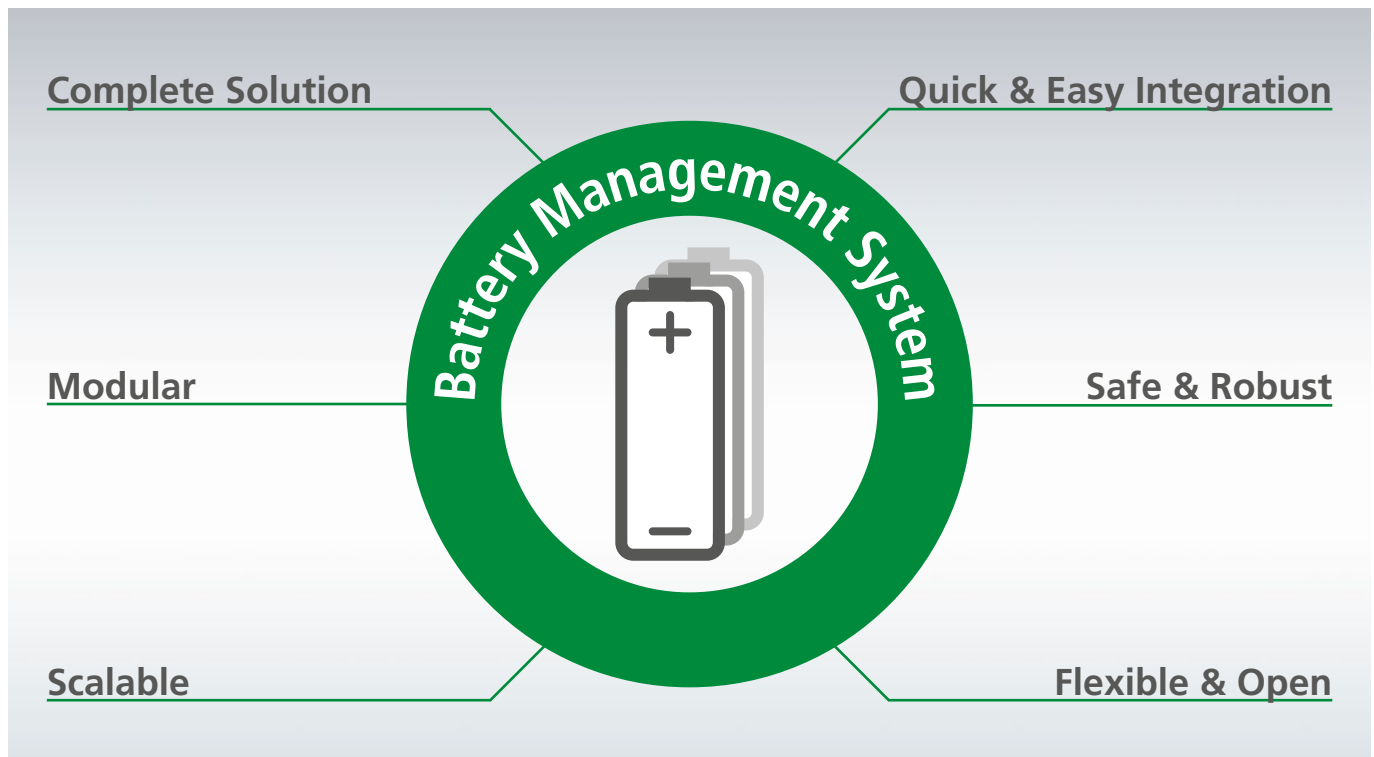 Complete Solution
Quick & Easy Integration
Battery Management System
Modular
Safe & Robust
Scalable
Flexible & Open